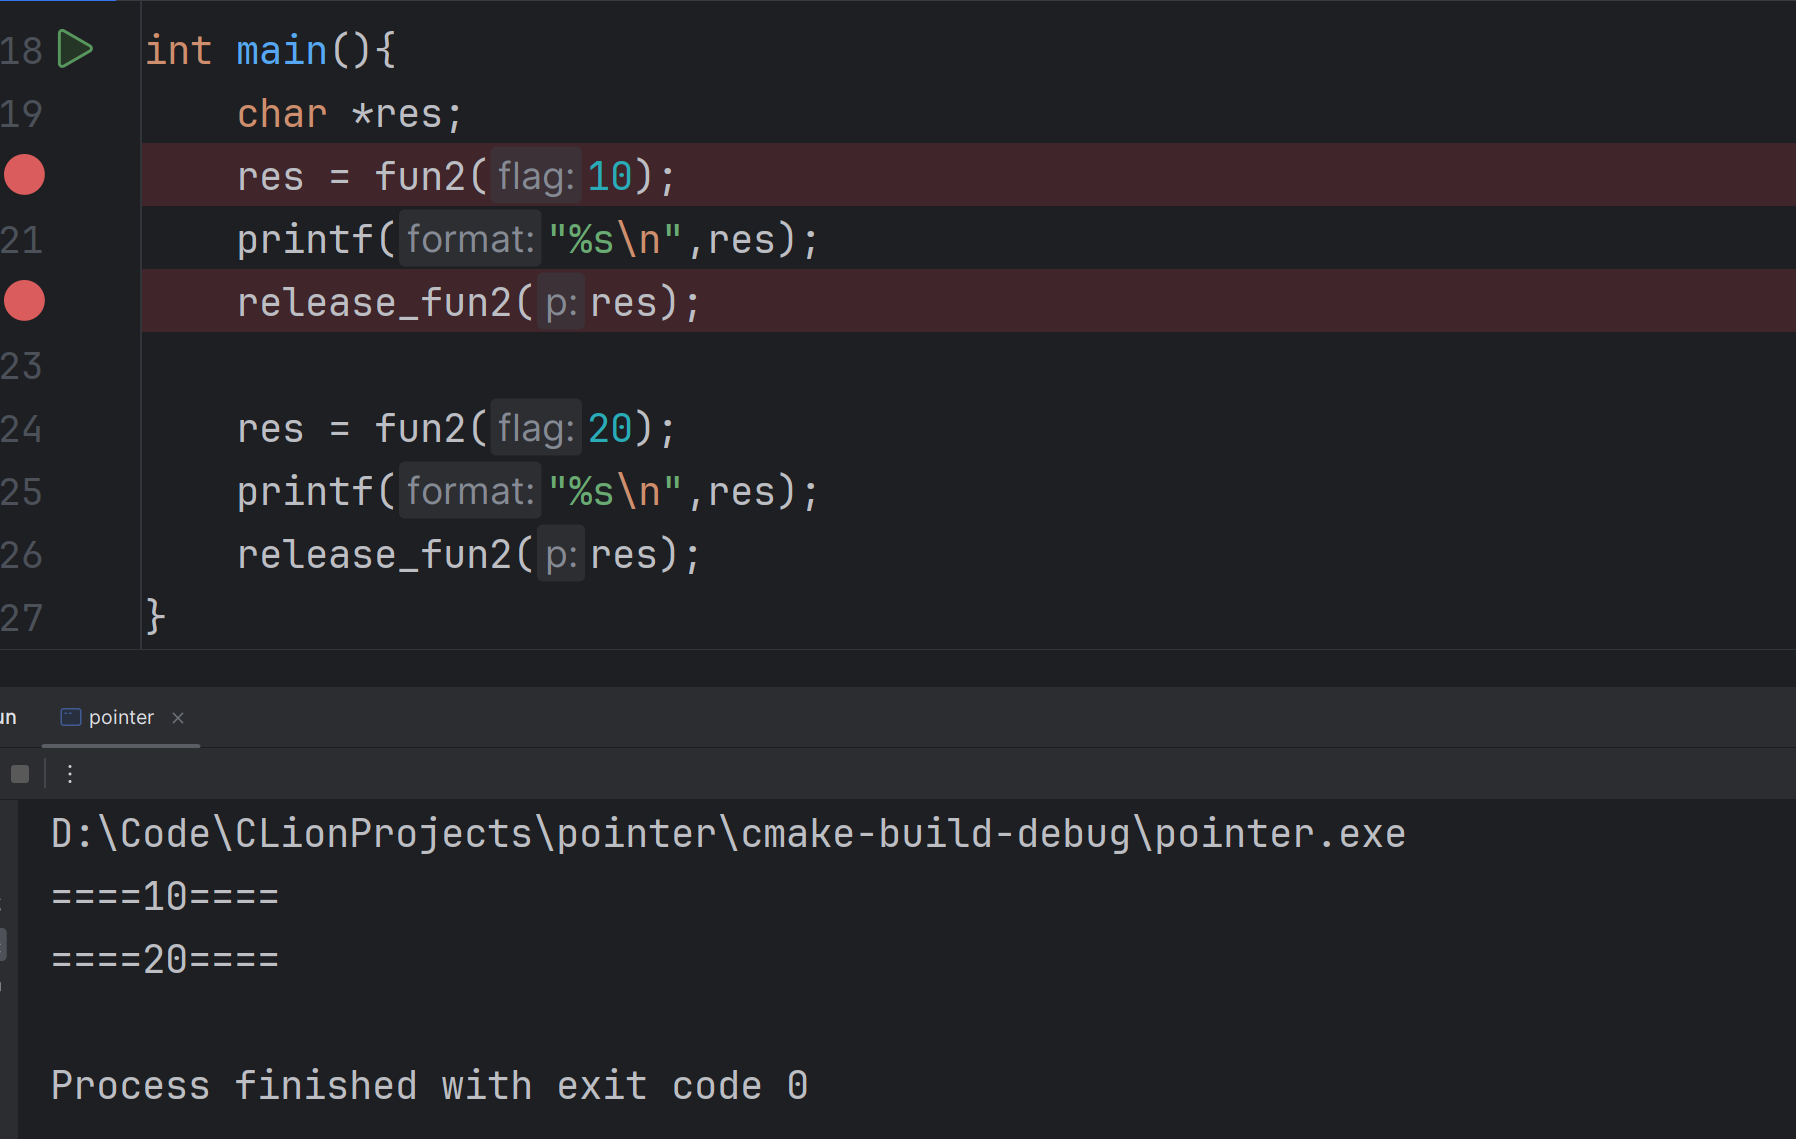 18 int main(){
19 char *res;
res = fun2(flag:10);
21 printf(format:"%s\n",res);
release_fun2(p:res);
23
24 res = fun2(flag:20);
25 printf(format:"%s\n",res);
26 release_fun2(p:res);
27 }
pointer ×
D:\Code\CLionProjects\pointer\cmake-build-debug\pointer.exe
====10====
====20====
Process finished with exit code 0